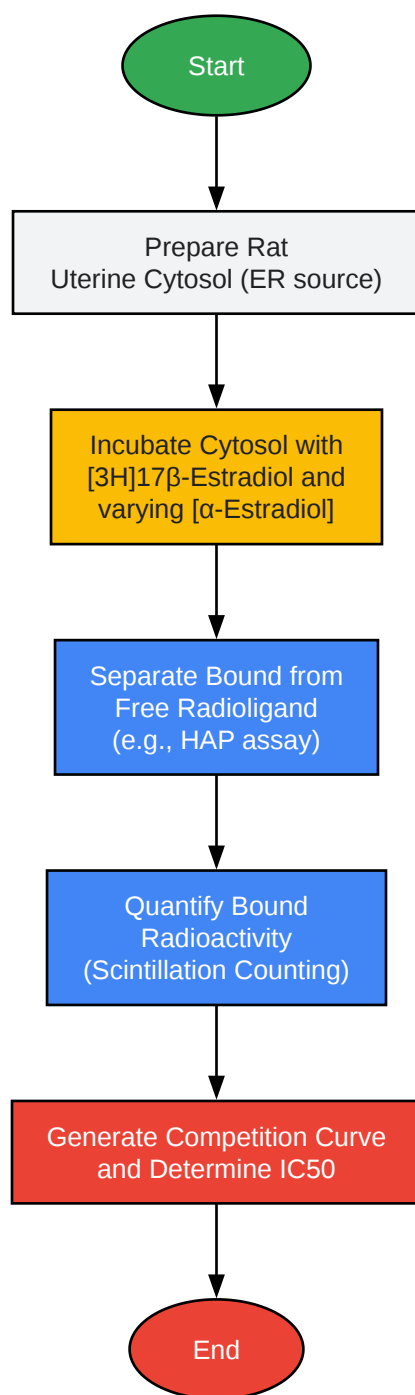 Start
Prepare Rat
Uterine Cytosol (ER source)
Incubate Cytosol with
[3H]17β-Estradiol and
varying [α-Estradiol]
Separate Bound from
Free Radioligand
(e.g., HAP assay)
Quantify Bound
Radioactivity
(Scintillation Counting)
Generate Competition Curve
and Determine IC50
End